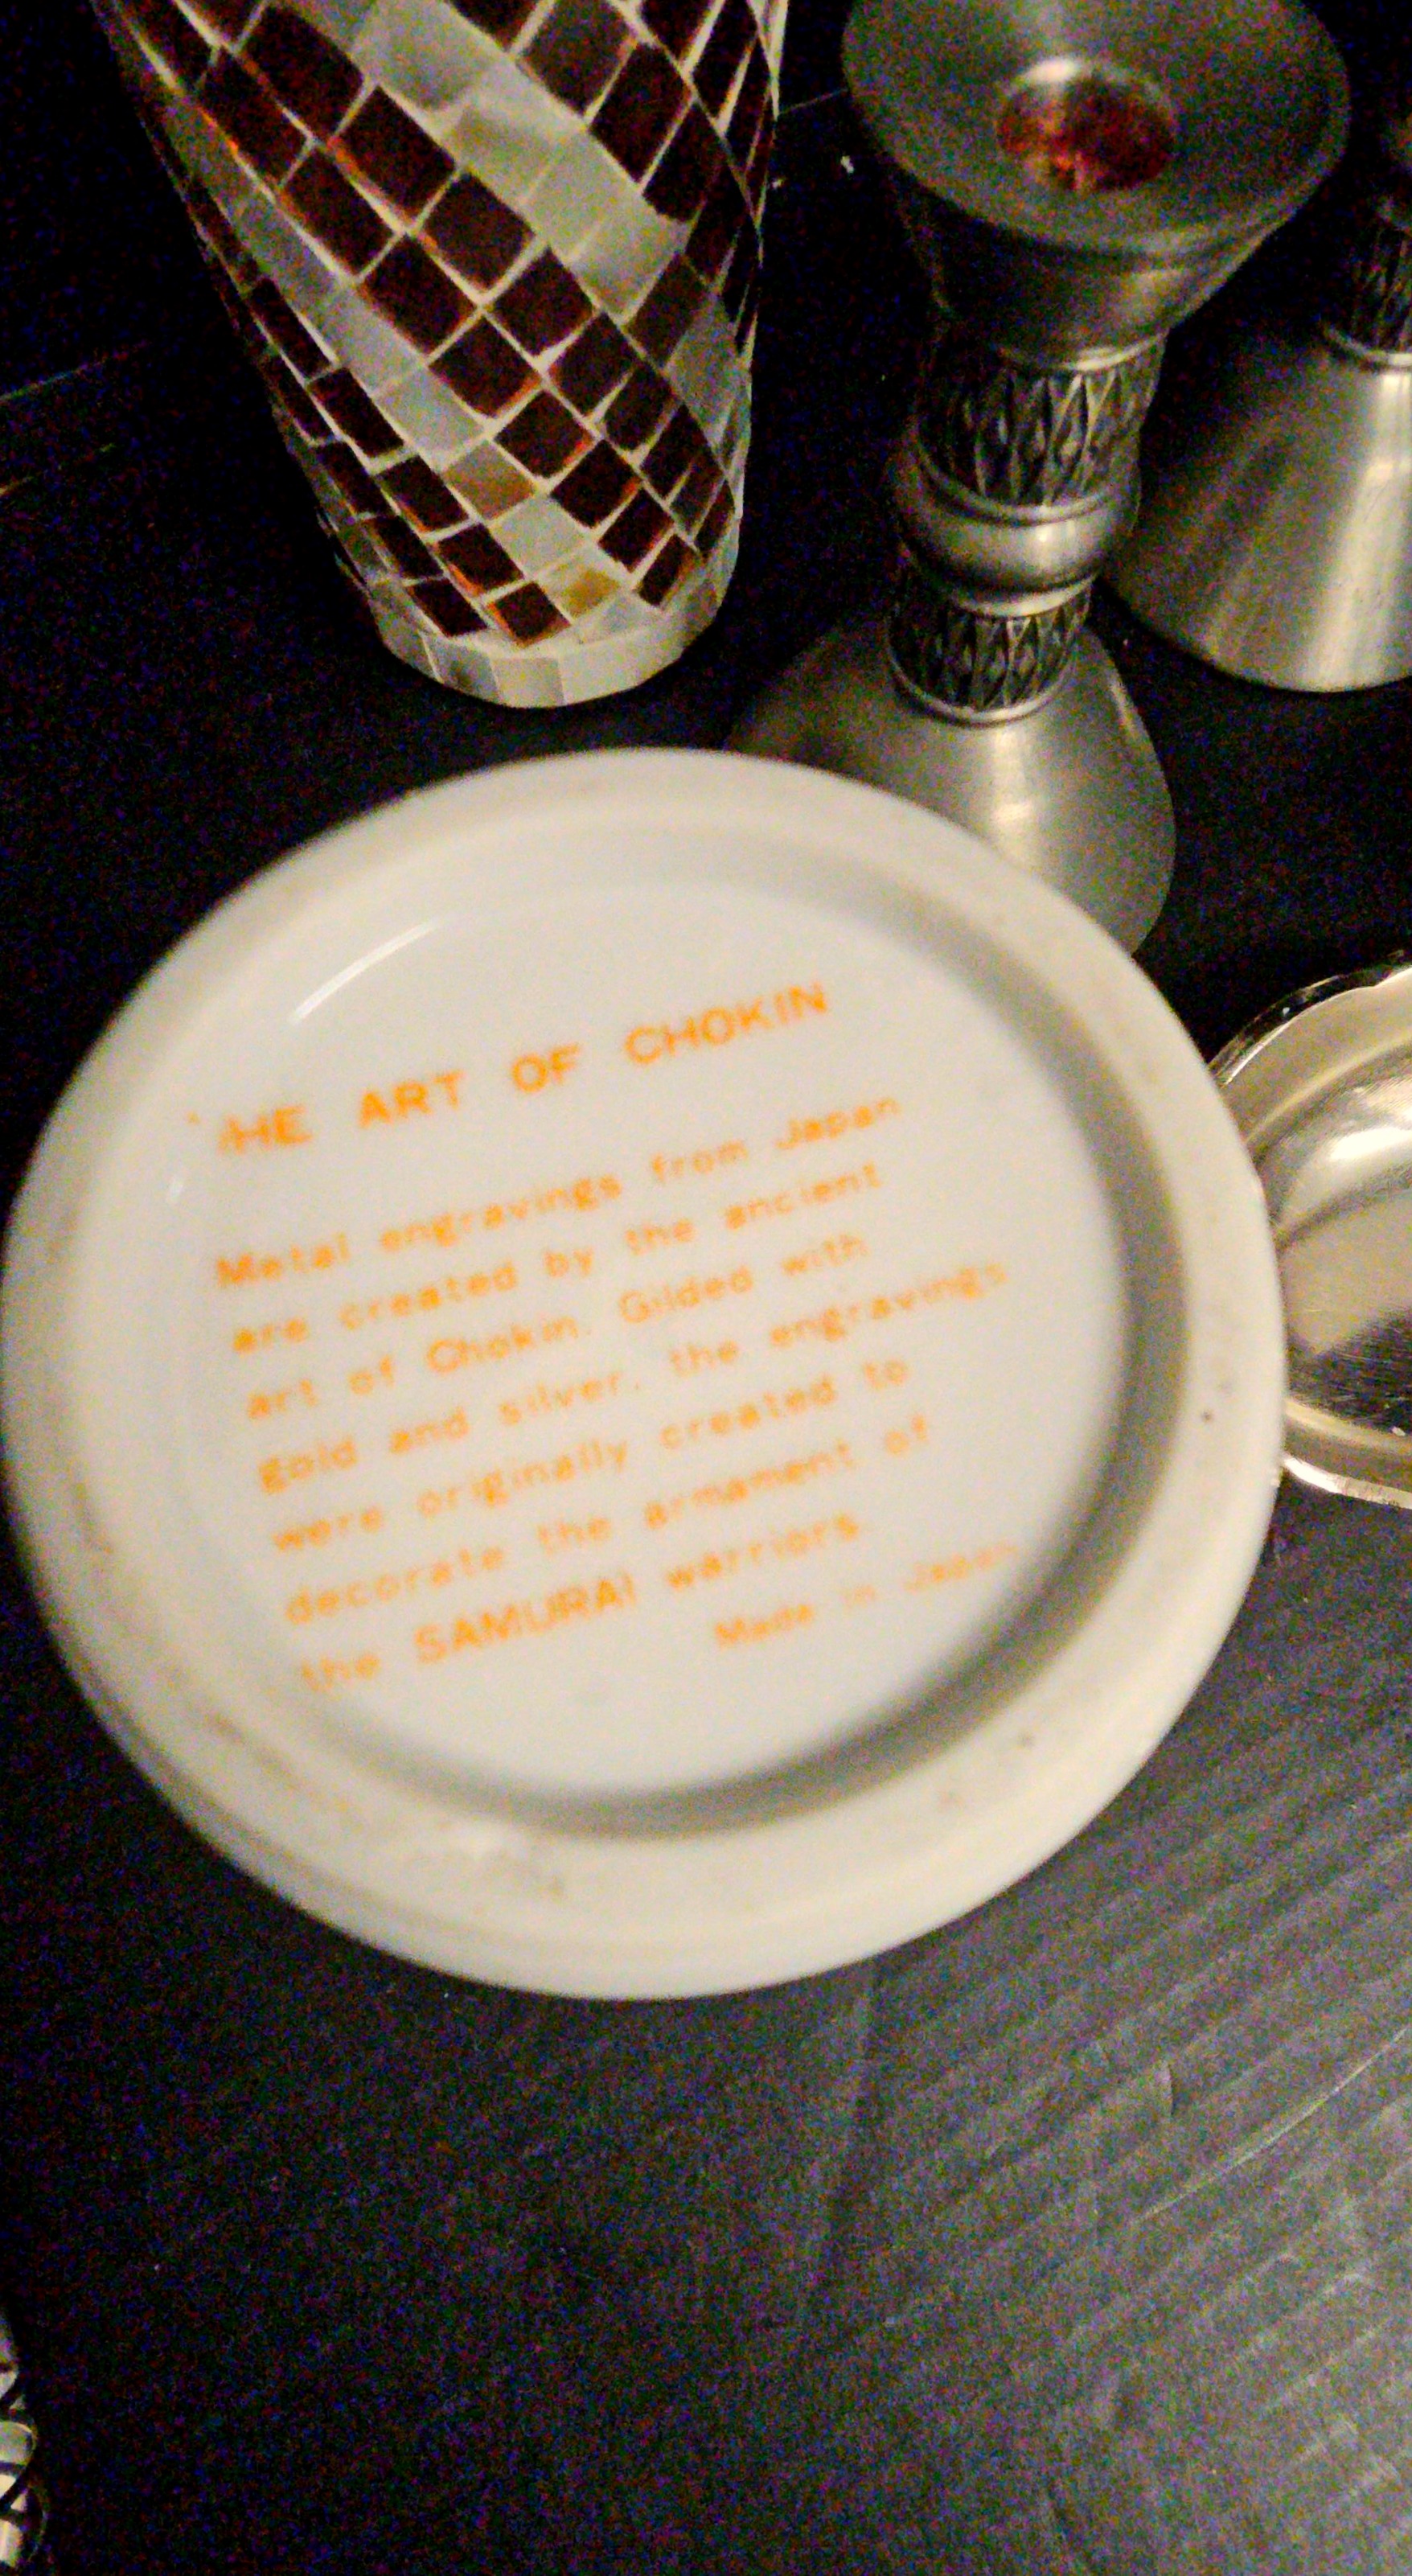 THE ART OF CHOKIN
Metal engravings from Japan
are created by the ancient
art of Chokin. Gilded with
gold and silver. the engravings
were originally created to
decorate the armament of
the SAMURAI warriors.
Made in Japan